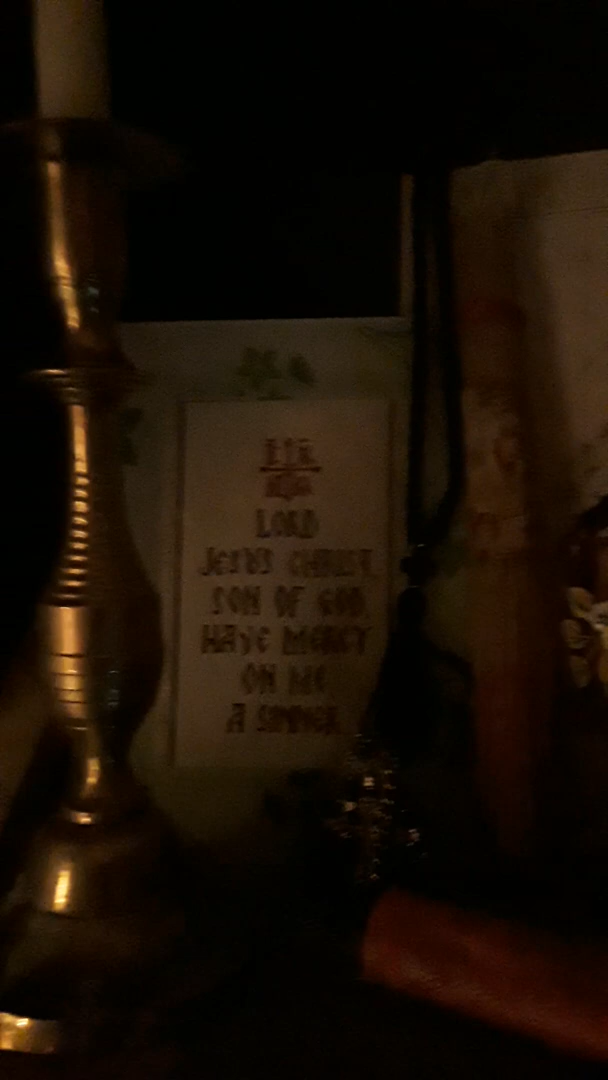 LORD
JESUS CHRIST,
SON OF GOD,
HAVE MERCY
ON ME
A SINNER